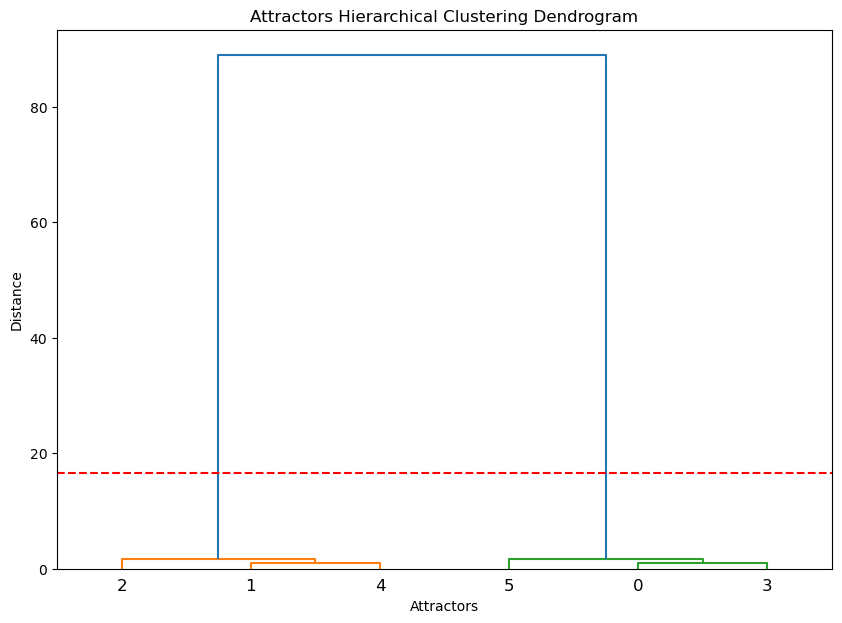 Attractors Hierarchical Clustering Dendrogram
Distance
80
60
40
20
0
2 1 4 5 0 3
Attractors